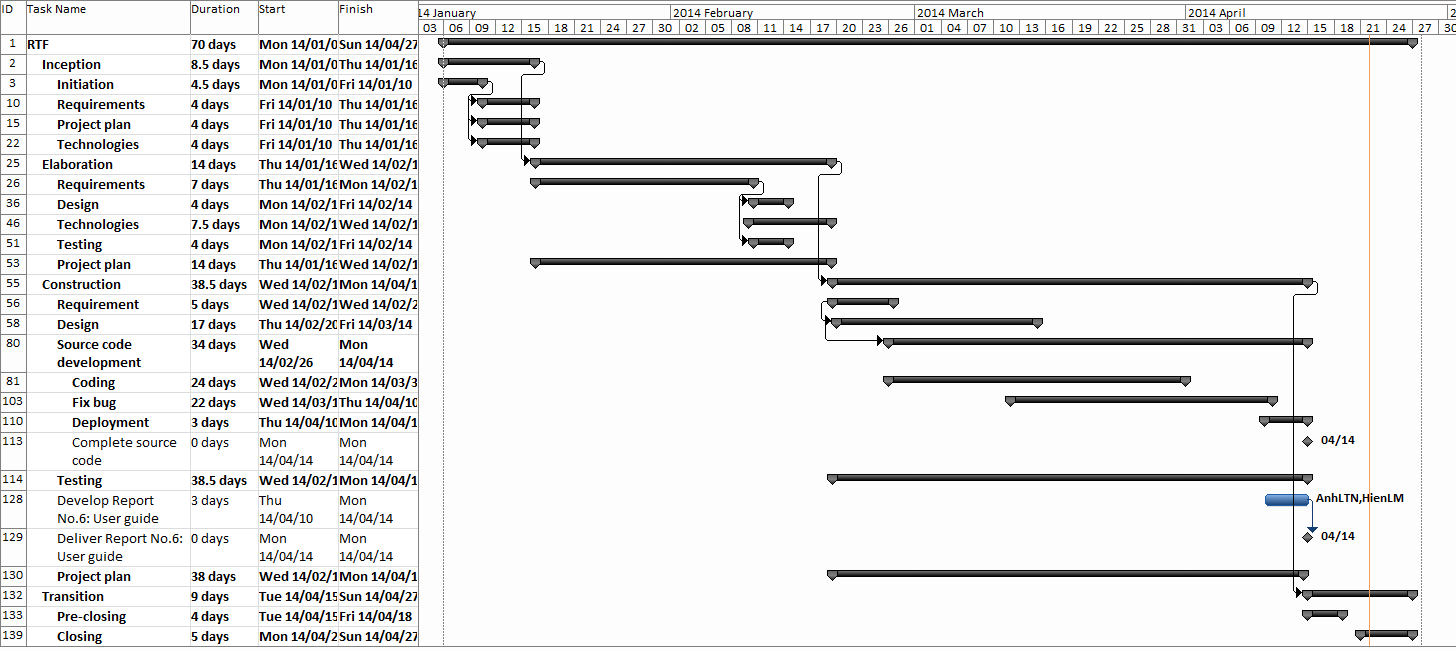 ID Task Name Duration Start Finish 14 January 2014 February 2014 March 2014 April 2
03 06 09 12 15 18 21 24 27 30 02 05 08 11 14 17 20 23 26 01 04 07 10 13 16 19 22 25 28 31 03 06 09 12 15 18 21 24 27 30
1 RTF 70 days Mon 14/01/0 Sun 14/04/27
2 Inception 8.5 days Mon 14/01/0 Thu 14/01/16
3 Initiation 4.5 days Mon 14/01/0 Fri 14/01/10
10 Requirements 4 days Fri 14/01/10 Thu 14/01/16
15 Project plan 4 days Fri 14/01/10 Thu 14/01/16
22 Technologies 4 days Fri 14/01/10 Thu 14/01/16
25 Elaboration 14 days Thu 14/01/16 Wed 14/02/1
26 Requirements 7 days Thu 14/01/16 Mon 14/02/1
36 Design 4 days Mon 14/02/1 Fri 14/02/14
46 Technologies 7.5 days Mon 14/02/1 Wed 14/02/1
51 Testing 4 days Mon 14/02/1 Fri 14/02/14
53 Project plan 14 days Thu 14/01/16 Wed 14/02/1
55 Construction 38.5 days Wed 14/02/1 Mon 14/04/1
56 Requirement 5 days Wed 14/02/1 Wed 14/02/2
58 Design 17 days Thu 14/02/20 Fri 14/03/14
80 Source code 34 days Wed Mon
development 14/02/26 14/04/14
81 Coding 24 days Wed 14/02/2 Mon 14/03/3
103 Fix bug 22 days Wed 14/03/1 Thu 14/04/10
110 Deployment 3 days Thu 14/04/10 Mon 14/04/1
113 Complete source 0 days Mon Mon 04/14
code 14/04/14 14/04/14
114 Testing 38.5 days Wed 14/02/1 Mon 14/04/1
128 Develop Report 3 days Thu Mon AnhLTN,HienLM
No.6: User guide 14/04/10 14/04/14
129 Deliver Report No.6: 0 days Mon Mon 04/14
User guide 14/04/14 14/04/14
130 Project plan 38 days Wed 14/02/1 Mon 14/04/1
132 Transition 9 days Tue 14/04/15 Sun 14/04/27
133 Pre-closing 4 days Tue 14/04/15 Fri 14/04/18
139 Closing 5 days Mon 14/04/2 Sun 14/04/27